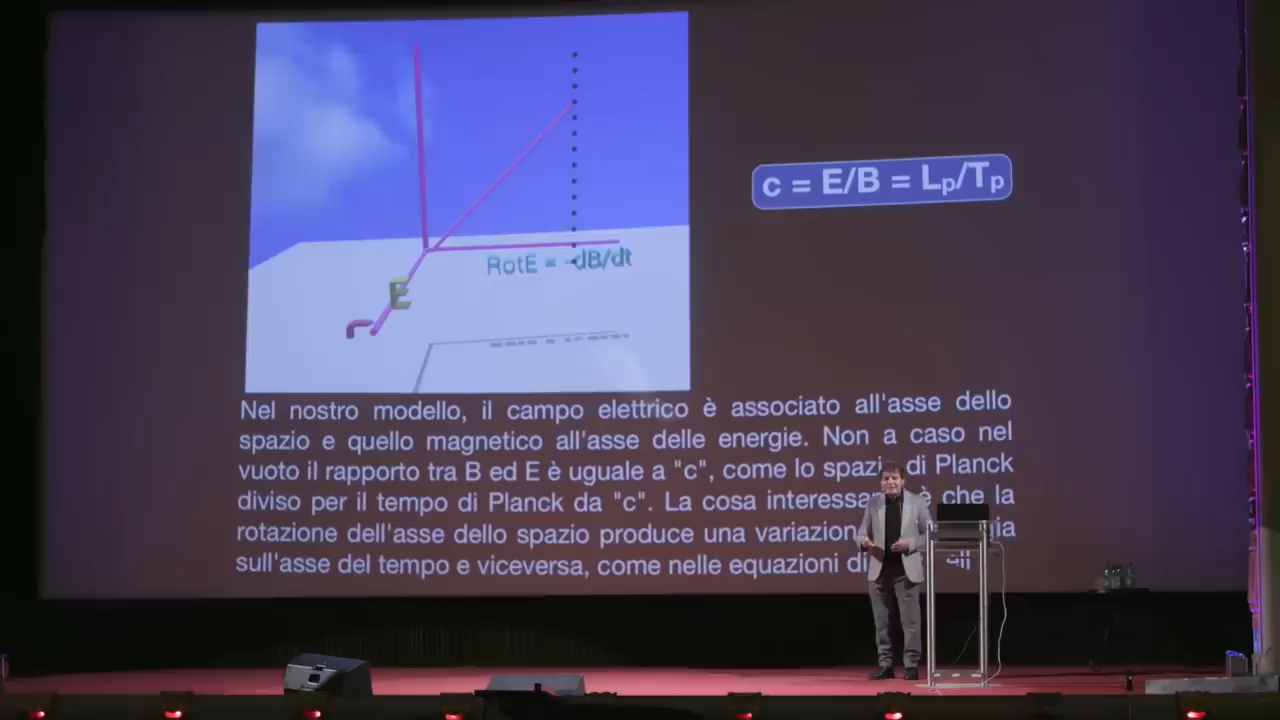 c = E/B = Lp/Tp
RotE = -dB/dt
E
r
Nel nostro modello, il campo elettrico è associato all'asse dello
spazio e quello magnetico all'asse delle energie. Non a caso nel
vuoto il rapporto tra B ed E è uguale a "c", come lo spazi di Planck
diviso per il tempo di Planck da "c". La cosa interessa è che la
rotazione dell'asse dello spazio produce una variazion
sull'asse del tempo e viceversa, come nelle equazioni di